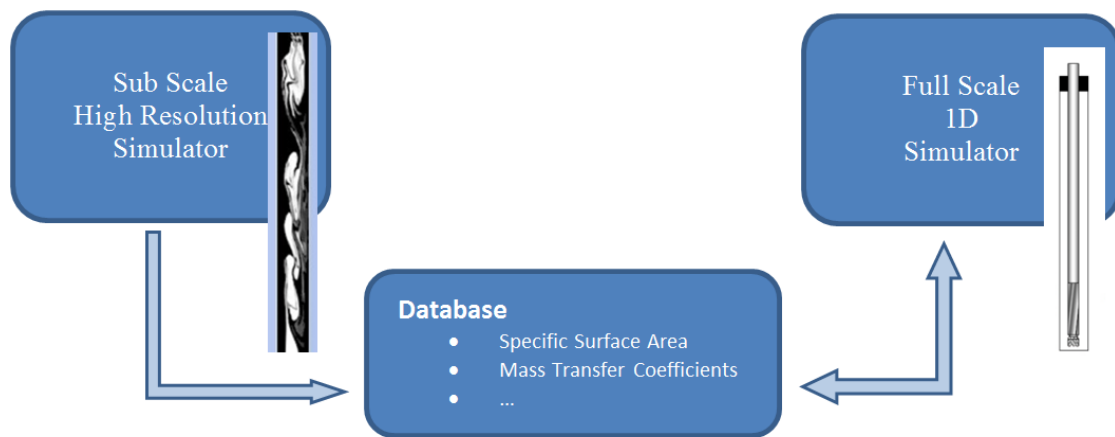 Sub Scale
High Resolution
Simulator
Full Scale
1D
Simulator
Database
• Specific Surface Area
• Mass Transfer Coefficients
• ...